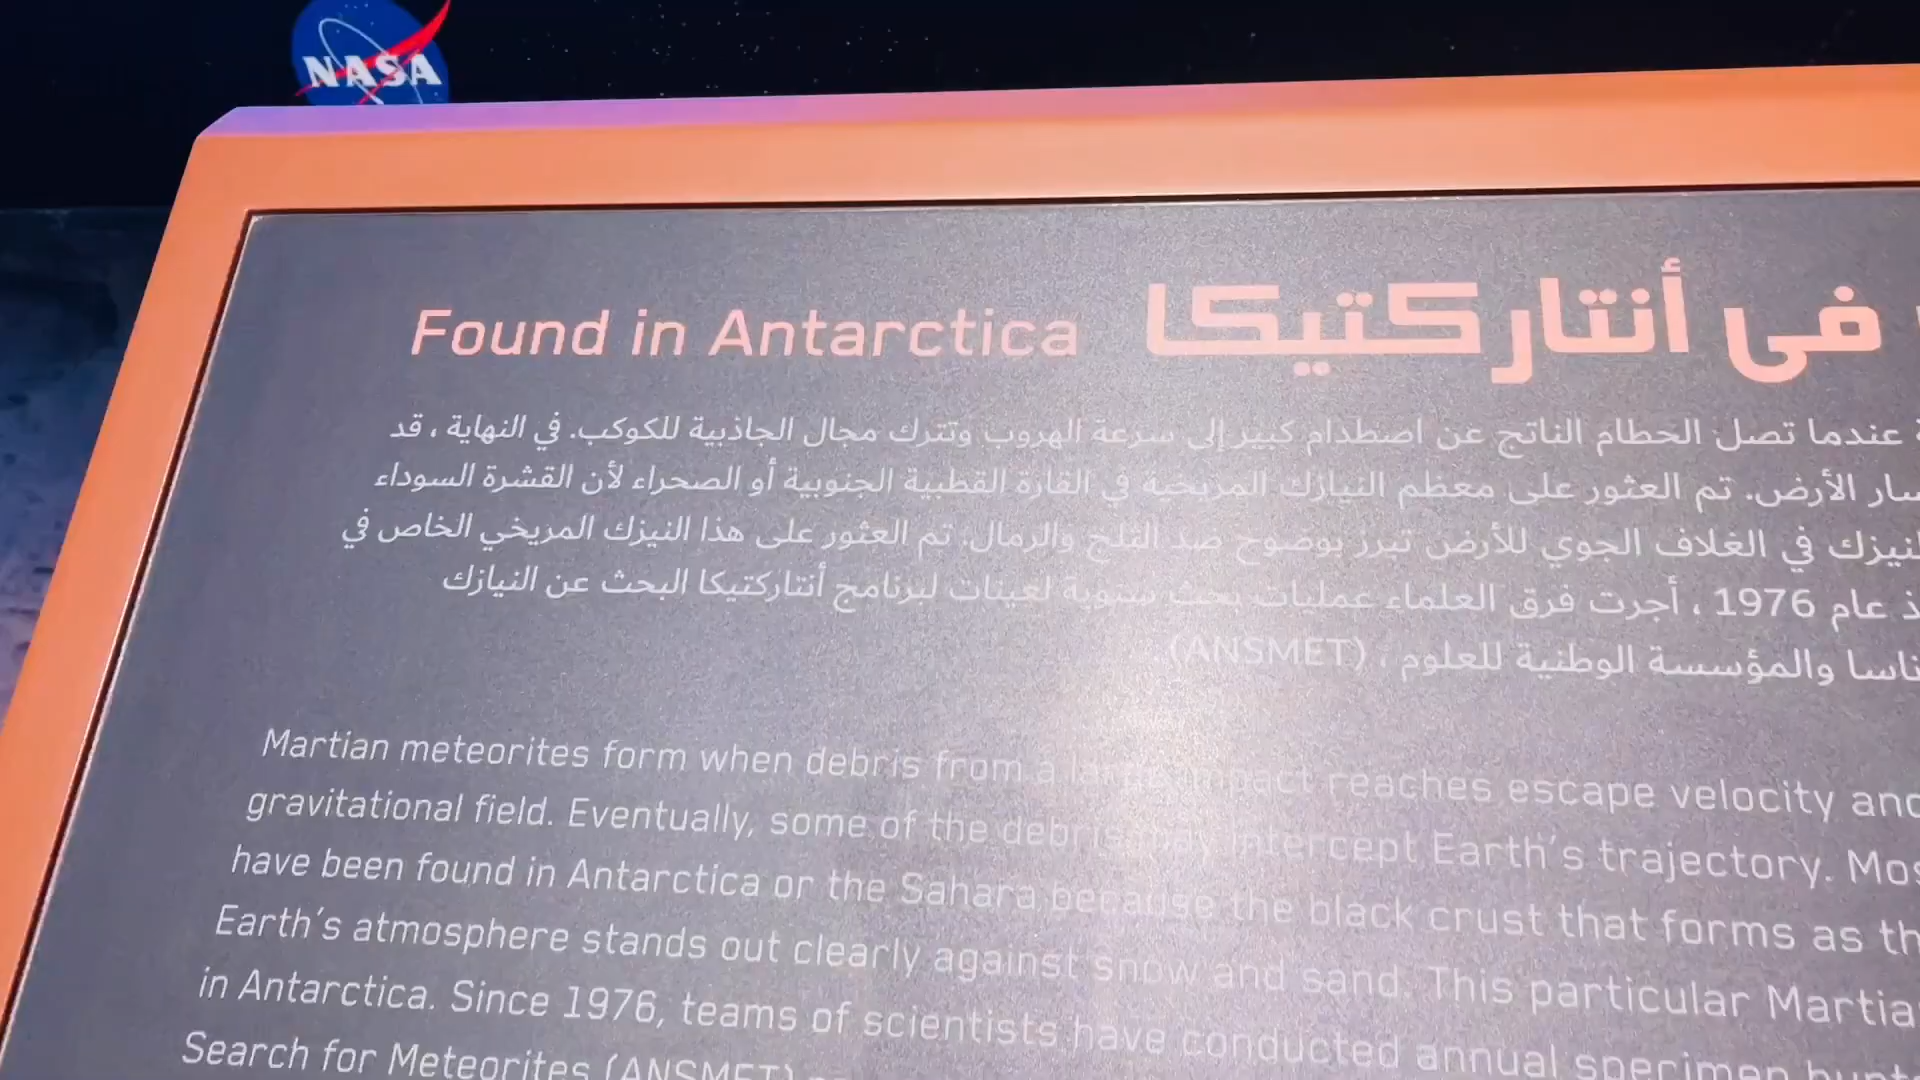 NASA
Found in Antarctica
فى أنتاركتيكا
عندما تصل الحطام الناتج عن اصطدام كبير إلى سرعة الهروب وتترك مجال الجاذبية للكوكب. في النهاية ، قد
الأرض. تم العثور على معظم النيازك المريخية في القارة القطبية الجنوبية أو الصحراء لأن القشرة السوداء
في الغلاف الجوي للأرض تبرز بوضوح ضد الثلج والرمال. تم العثور على هذا النيزك المريخي الخاص في
عام 1976 ، أجرت فرق العلماء عمليات بحث سنوية لعينات لبرنامج أنتاركتيكا البحث عن النيازك
والمؤسسة الوطنية للعلوم ، (ANSMET).
Martian meteorites form when debris from a large impact reaches escape velocity and
gravitational field. Eventually, some of the debris may intercept Earth's trajectory.
have been found in Antarctica or the Sahara because the black crust that forms as
Earth's atmosphere stands out clearly against snow and sand. This particular
in Antarctica. Since 1976, teams of scientists have conducted annual specimen
Search for Meteorites (ANSMET)